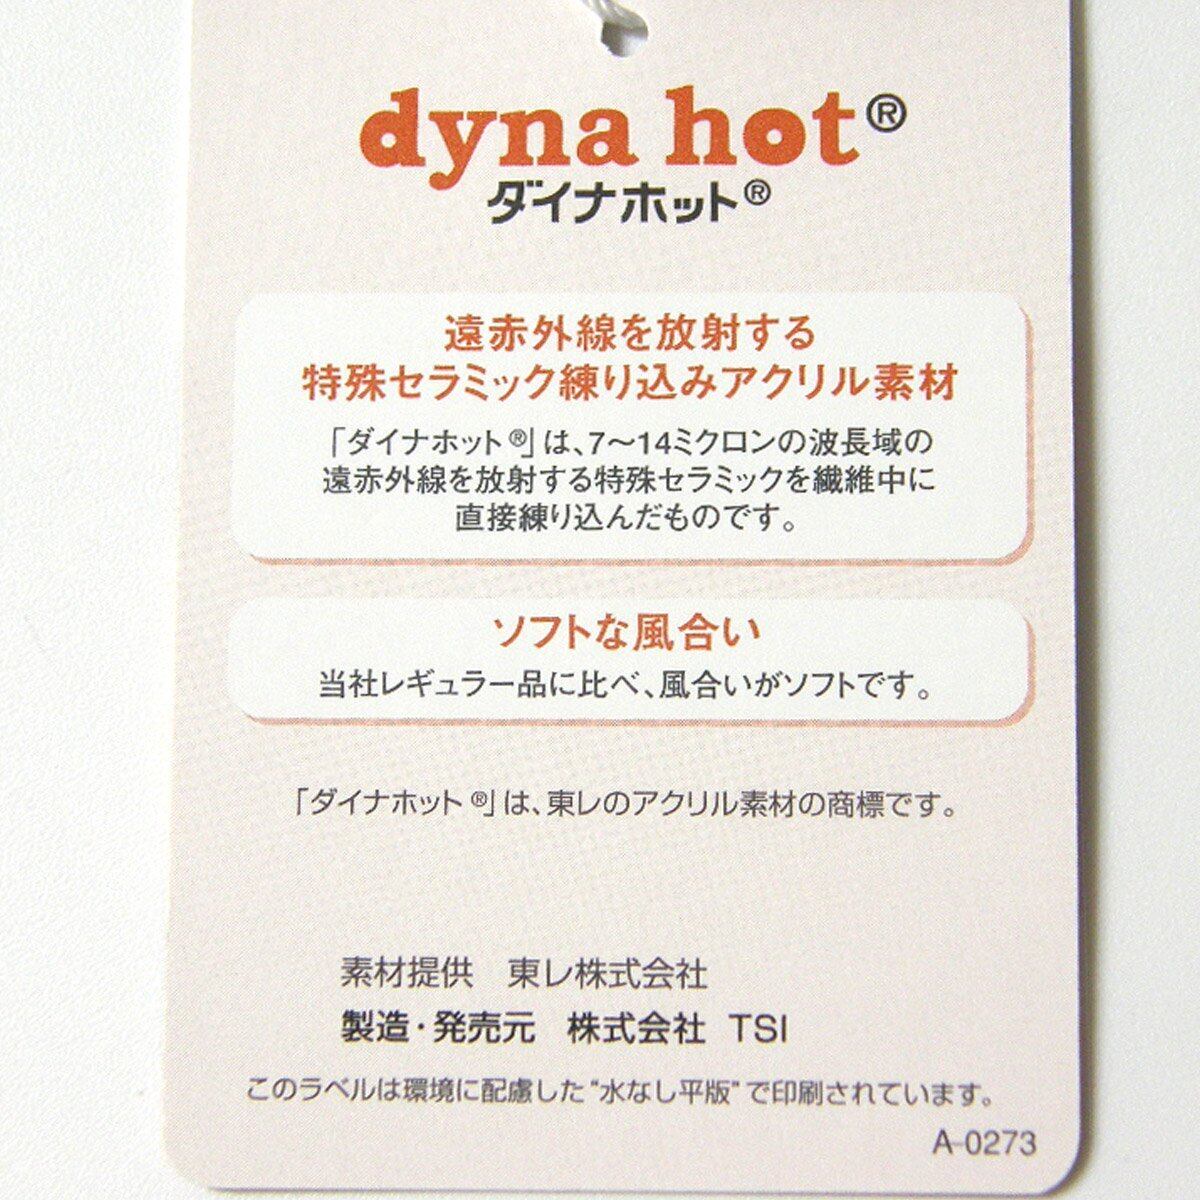 dyna hot®
ダイナホット®
遠赤外線を放射する
特殊セラミック練り込みアクリル素材
「ダイナホット®」は、7〜14ミクロンの波長域の
遠赤外線を放射する特殊セラミックを繊維中に
直接練り込んだものです。
ソフトな風合い
当社レギュラー品に比べ、風合いがソフトです。
「ダイナホット®」は、東レのアクリル素材の商標です。
素材提供　東レ株式会社
製造・発売元　株式会社 TSI
このラベルは環境に配慮した“水なし平版”で印刷されています。
A-0273